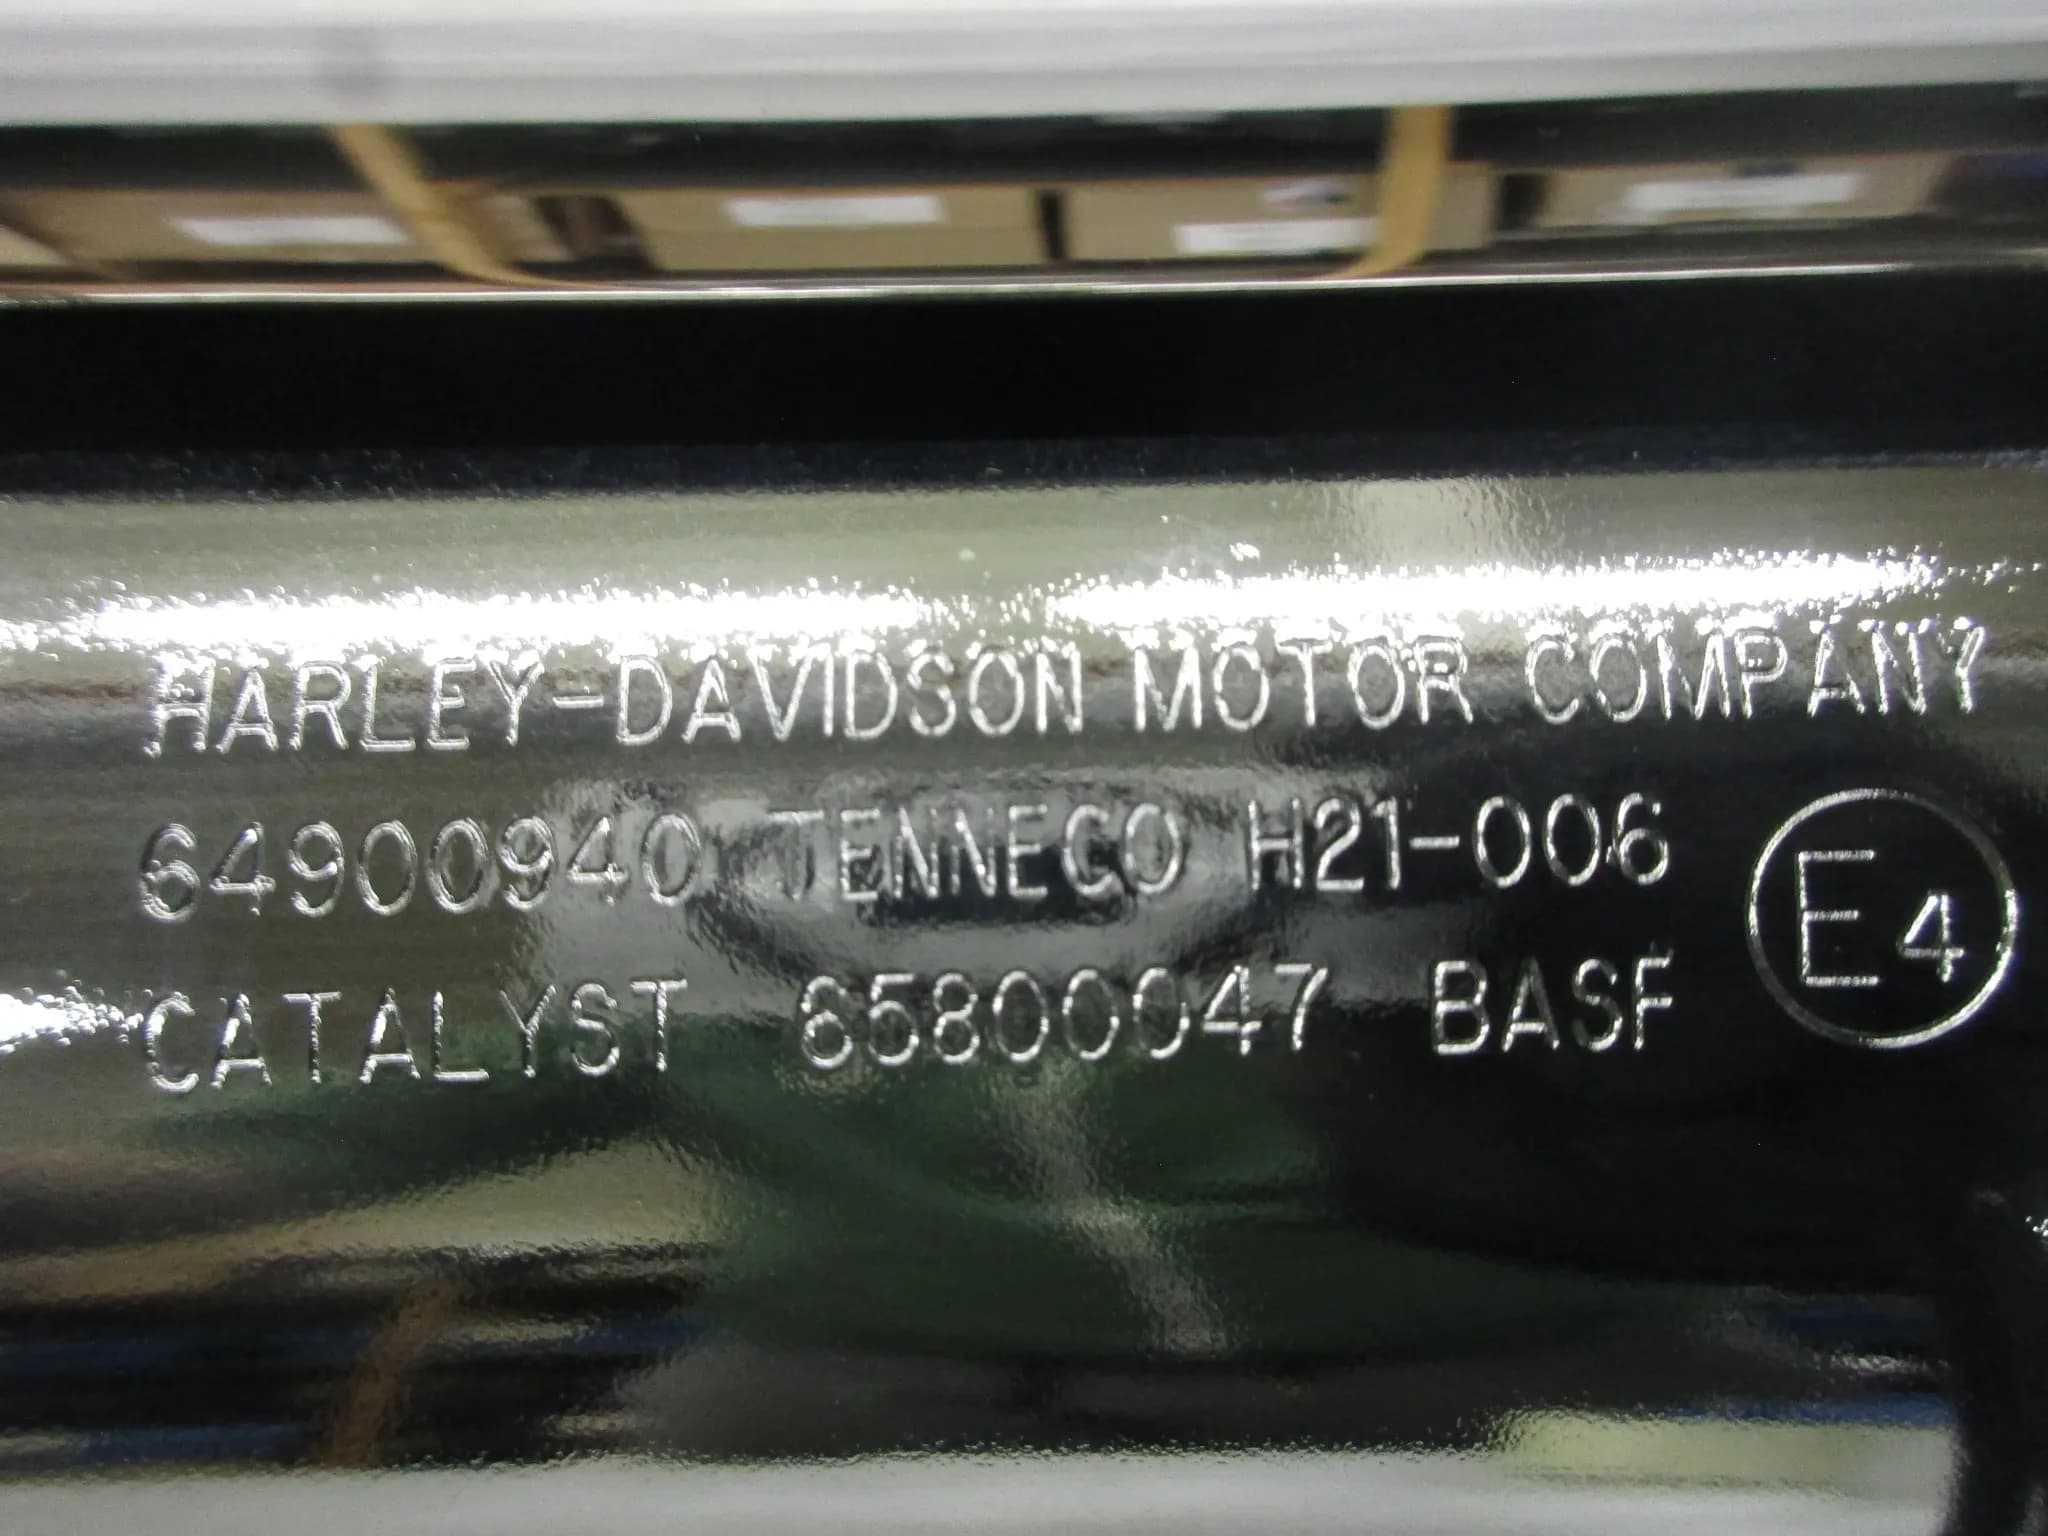 HARLEY-DAVIDSON MOTOR COMPANY
64900940 TENNECO H21-006
CATALYST 65800047 BASF
E4